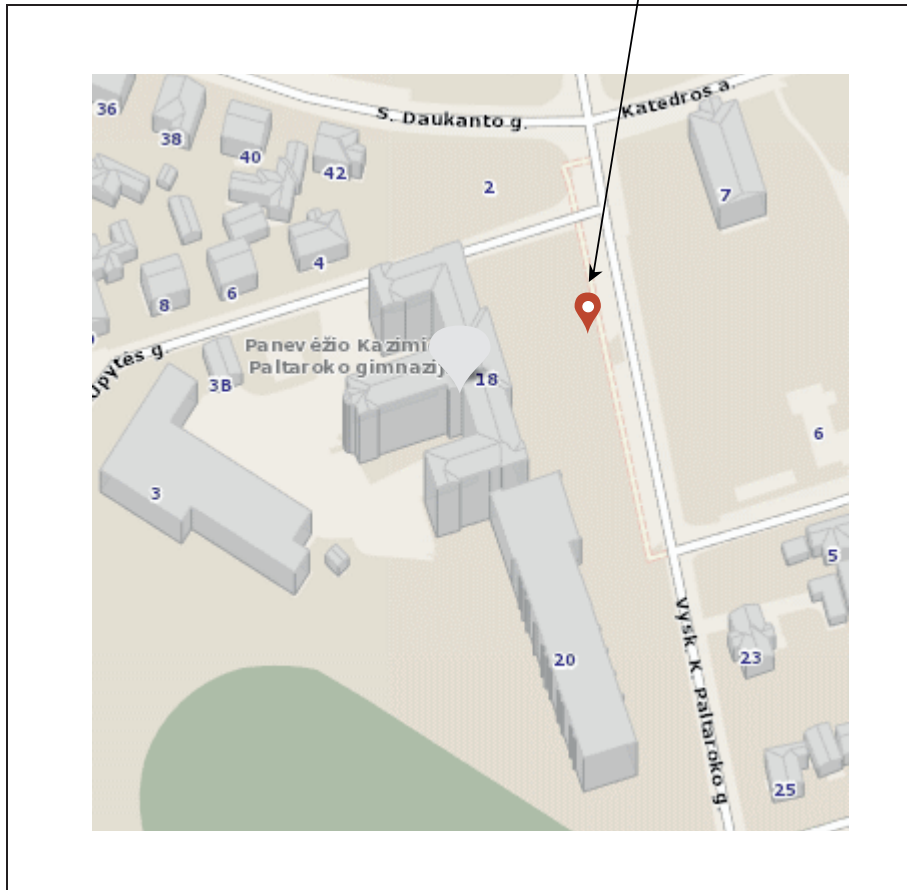 36
38
40
42
S. Daukanto g.
Katedros a.
2
7
4
6
8
3B
Panevėžio Kazimi
Paltaroko gimnazij
18
6
3
5
20
23
Vysk. K. Paltaroko g.
25
Upytės g.